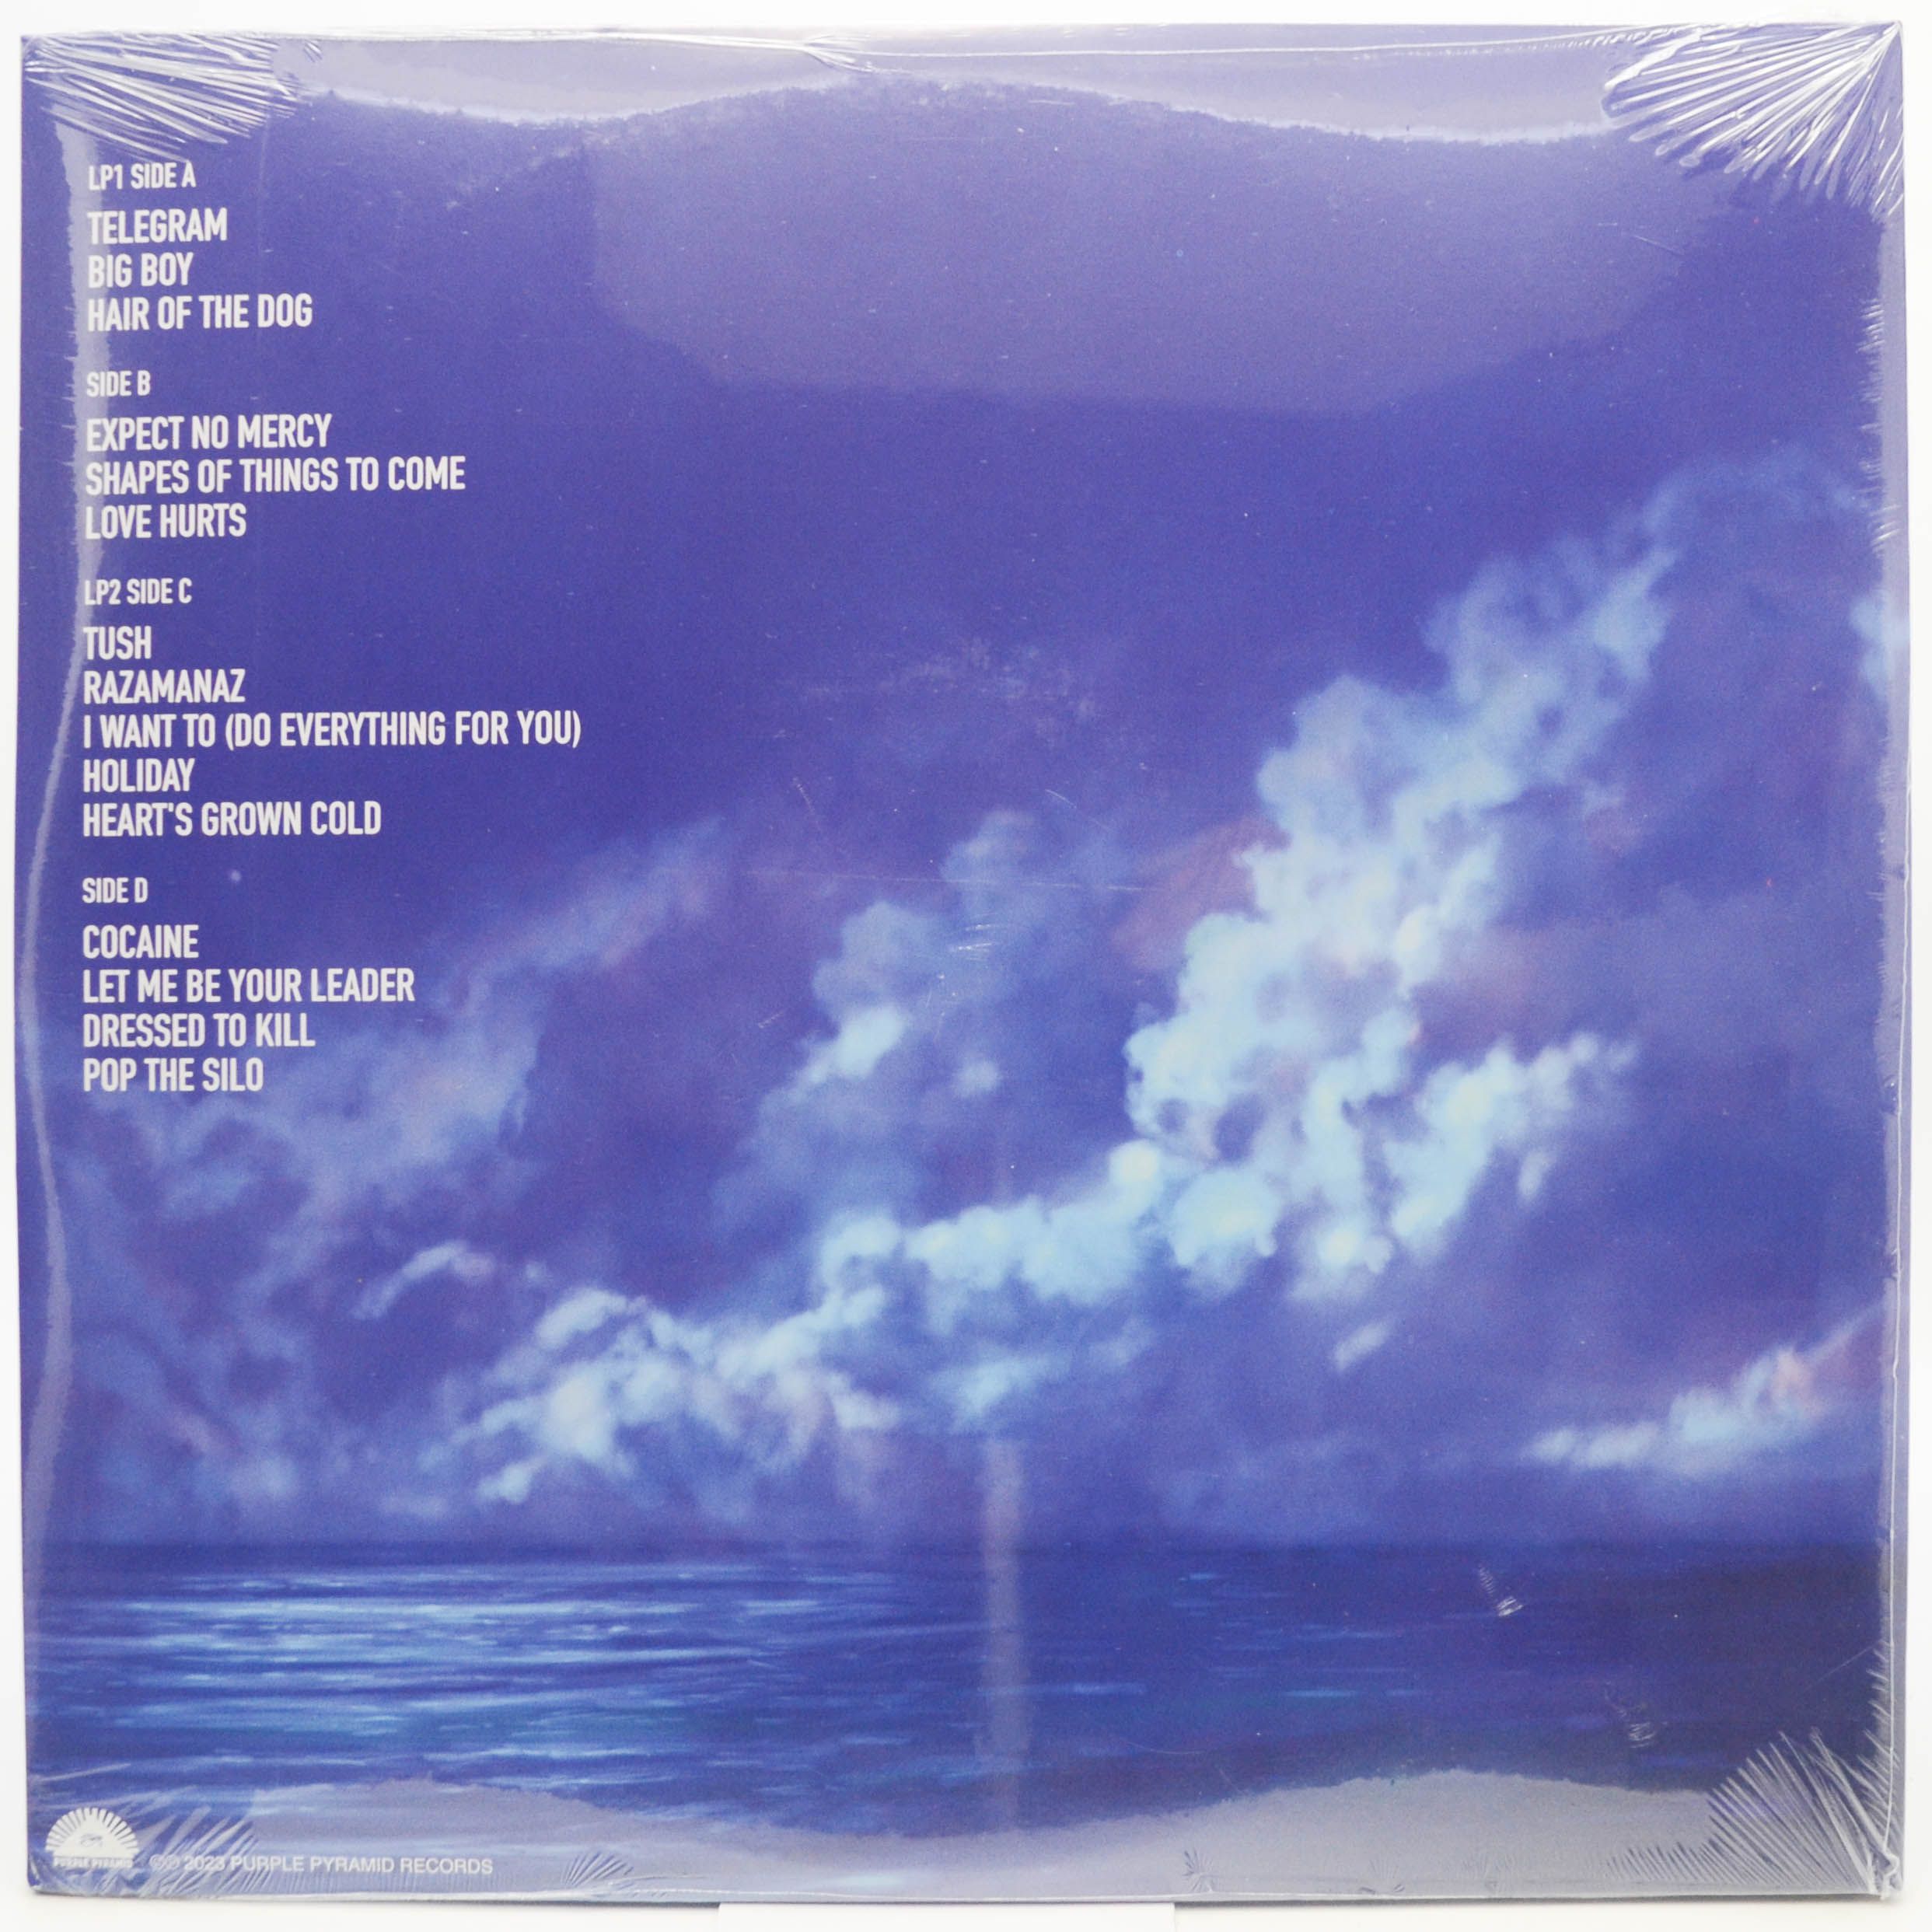 LP1 SIDE A
TELEGRAM
BIG BOY
HAIR OF THE DOG
SIDE B
EXPECT NO MERCY
SHAPES OF THINGS TO COME
LOVE HURTS
LP2 SIDE C
TUSH
RAZAMANAZ
I WANT TO (DO EVERYTHING FOR YOU)
HOLIDAY
HEART'S GROWN COLD
SIDE D
COCAINE
LET ME BE YOUR LEADER
DRESSED TO KILL
POP THE SILO
PURPLE PYRAMID
©℗ 2023 PURPLE PYRAMID RECORDS